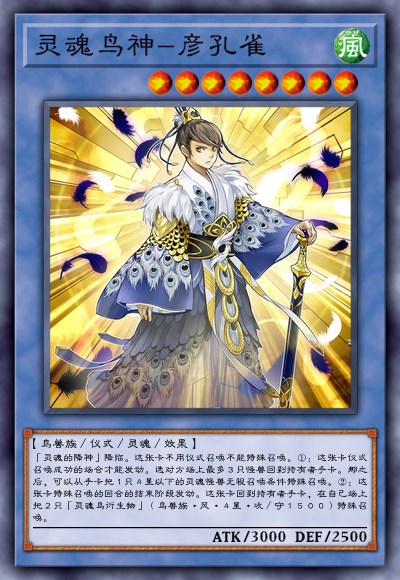 灵魂鸟神-彦孔雀
風
【鸟兽族/仪式/灵魂/效果】
「灵魂的降神」降临。这张卡不用仪式召唤不能特殊召唤。①：这张卡仪式
召唤成功的场合才能发动。选对方场上最多3只怪兽回到持有者手卡。那之
后，可以从手卡把1只4星以下的灵魂怪兽无视召唤条件特殊召唤。②：这
张卡特殊召唤的回合的结束阶段发动。这张卡回到持有者手卡，在自己场上
把2只「灵魂鸟衍生物」（鸟兽族·风·4星·攻/守1500）特殊召
唤。
ATK/3000 DEF/2500